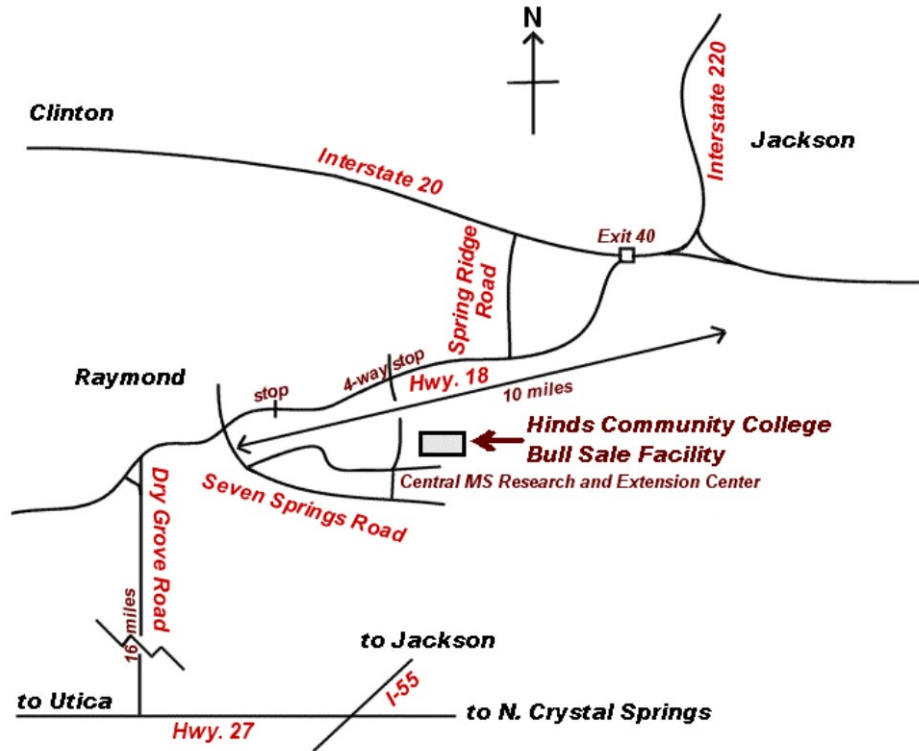 N
Clinton
Interstate 220
Jackson
Interstate 20
Exit 40
Spring Ridge
Road
Raymond
stop
4-way stop
Hwy. 18
10 miles
Hinds Community College
Bull Sale Facility
Central MS Research and Extension Center
Seven Springs Road
Dry Grove Road
16 miles
to Jackson
I-55
to Utica
Hwy. 27
to N. Crystal Springs